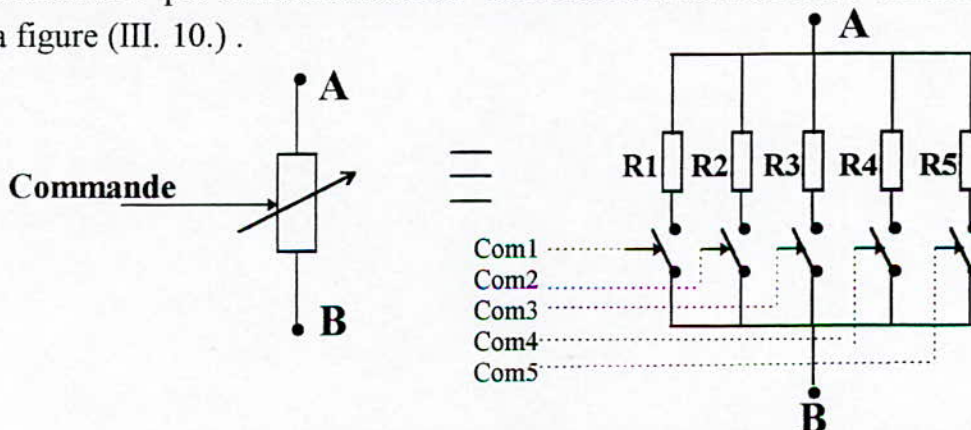 a figure (III. 10.) .
A
A
Commande
R1 R2 R3 R4 R5
Com1
Com2
Com3
Com4
Com5
B
B